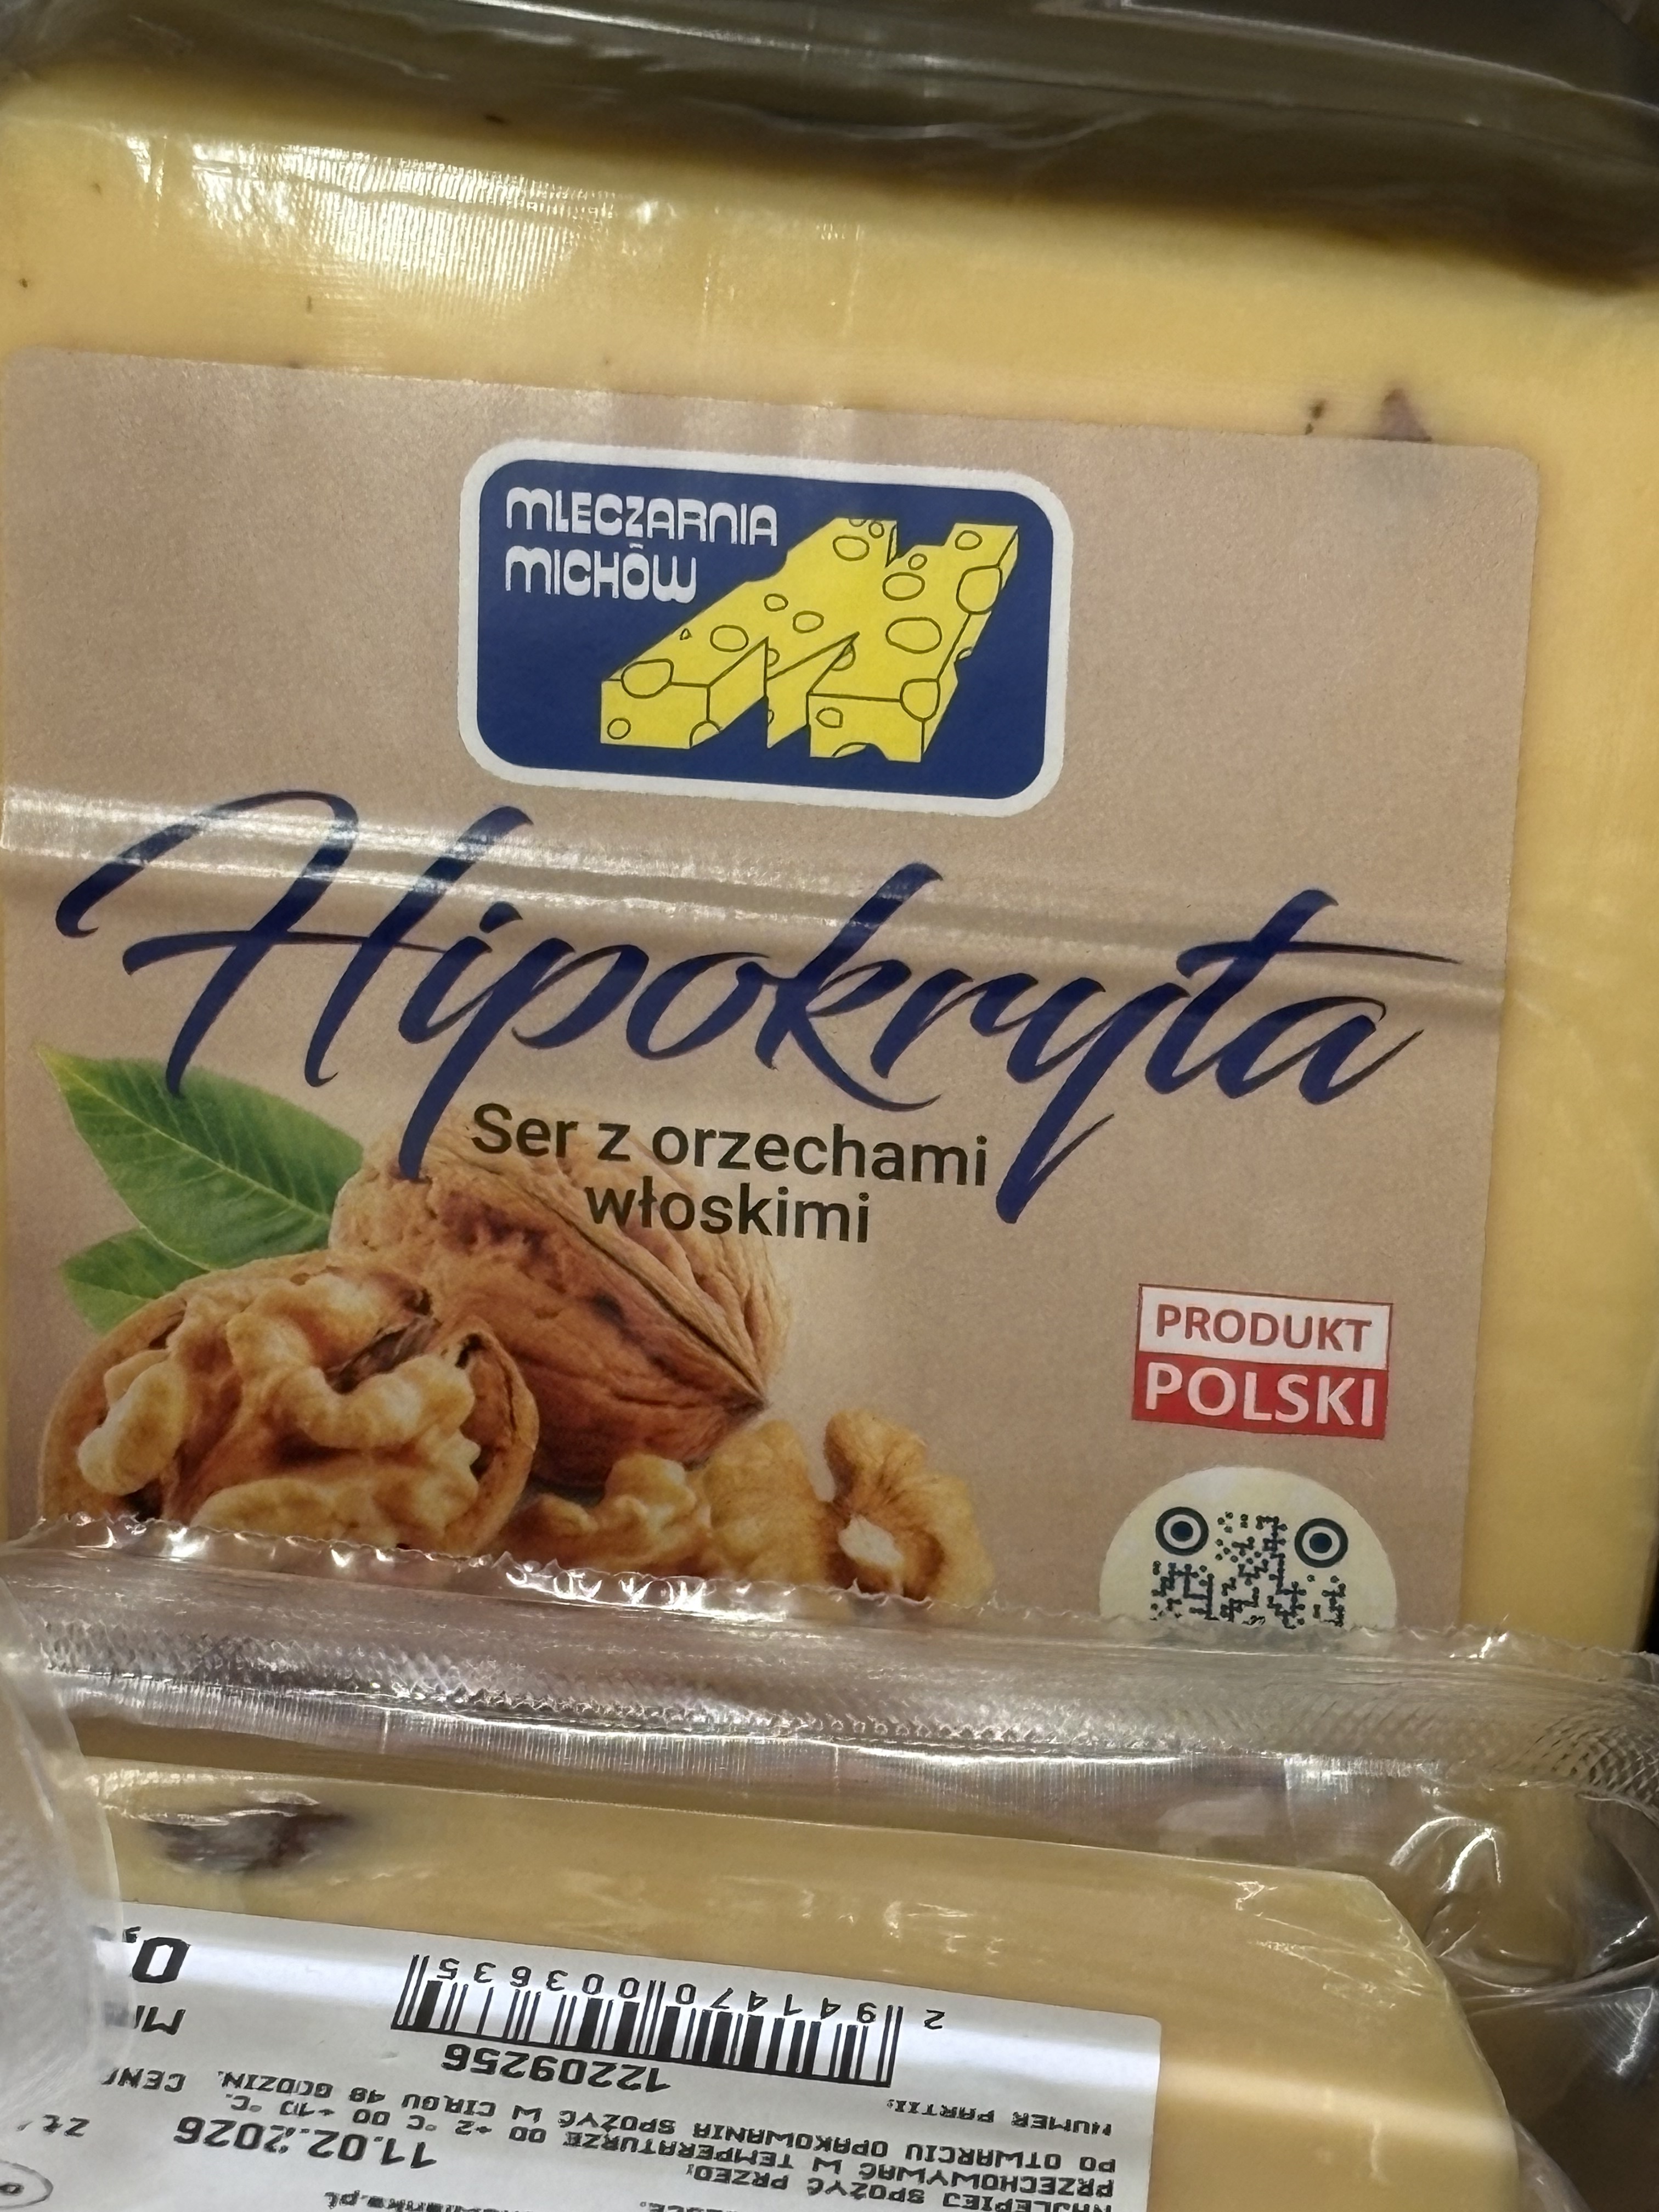 MLECZARNIA
MICHÓW
Hipokryta
Ser z orzechami
włoskimi
PRODUKT
POLSKI
NAJLEPIEJ SPOŻYĆ PRZED:
11.02.2026
PRZECHOWYWAĆ W TEMPERATURZE OD +2 °C DO +10 °C.
PO OTWARCIU OPAKOWANIA SPOŻYĆ W CIĄGU 48 GODZIN.
NUMER PARTII:
12209256
2 941470 003635
0,